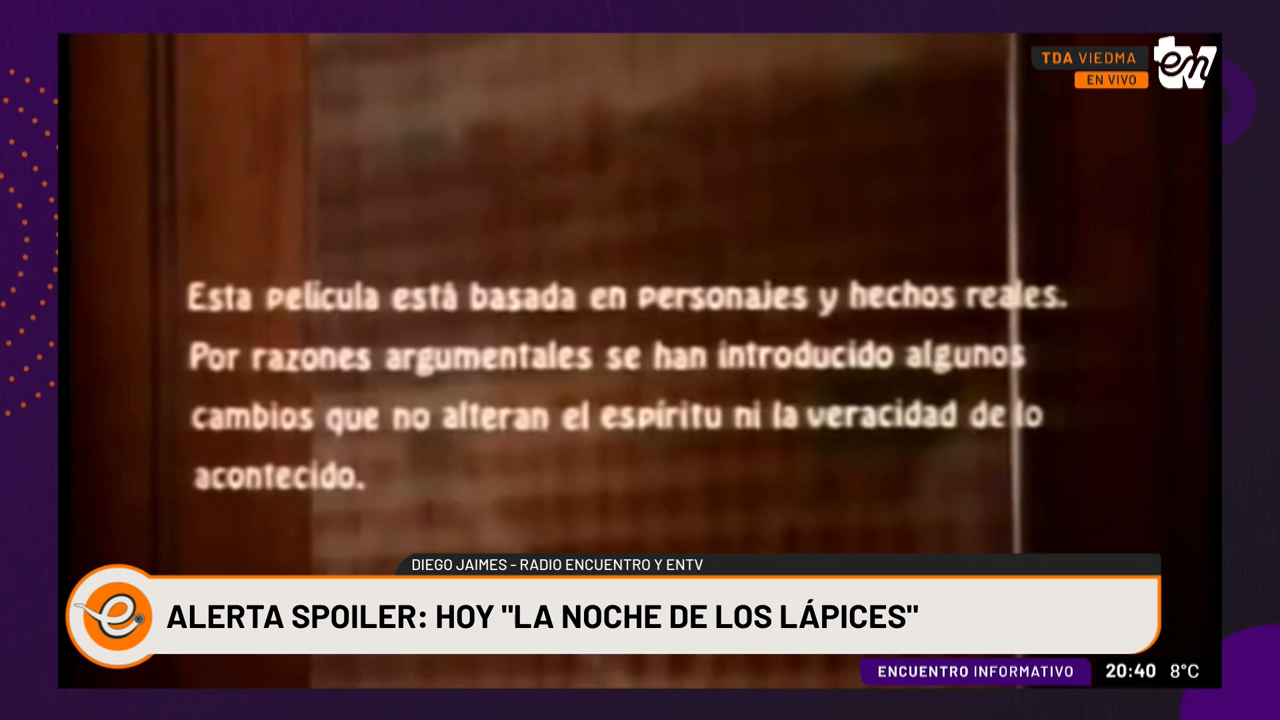 TDA VIEDMA
EN VIVO
en
Esta película está basada en personajes y hechos reales.
Por razones argumentales se han introducido algunos
cambios que no alteran el espíritu ni la veracidad de lo
acontecido.
DIEGO JAIMES - RADIO ENCUENTRO Y ENTV
e
ALERTA SPOILER: HOY "LA NOCHE DE LOS LÁPICES"
ENCUENTRO INFORMATIVO 20:40 8°C